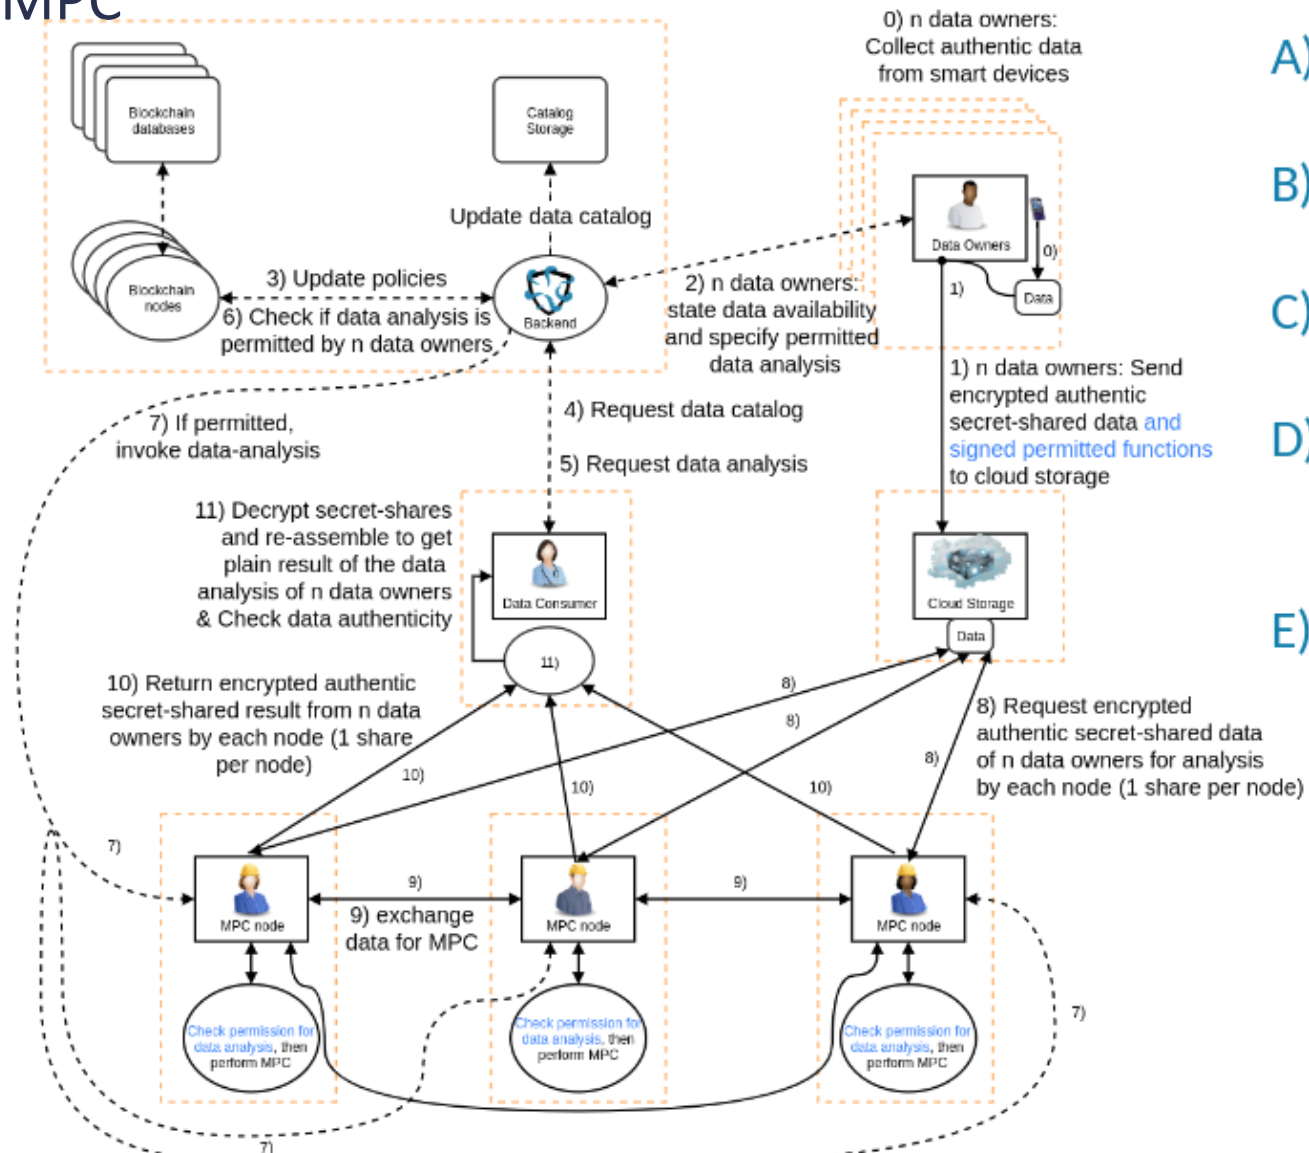 MPC
0) n data owners:
Collect authentic data
from smart devices
A)
B)
C)
D)
E)
Blockchain
databases
Catalog
Storage
Update data catalog
Data Owners
0)
Data
1)
Blockchain
nodes
3) Update policies
6) Check if data analysis is
permitted by n data owners
Backend
2) n data owners:
state data availability
and specify permitted
data analysis
1) n data owners: Send
encrypted authentic
secret-shared data and
signed permitted functions
to cloud storage
4) Request data catalog
5) Request data analysis
7) If permitted,
invoke data-analysis
11) Decrypt secret-shares
and re-assemble to get
plain result of the data
analysis of n data owners
& Check data authenticity
Data Consumer
11)
Cloud Storage
Data
10) Return encrypted authentic
secret-shared result from n data
owners by each node (1 share
per node)
8)
8)
8)
8) Request encrypted
authentic secret-shared data
of n data owners for analysis
by each node (1 share per node)
10)
10)
10)
7)
MPC node
9)
9) exchange
data for MPC
MPC node
9)
MPC node
Check permission for
data analysis, then
perform MPC
Check permission for
data analysis, then
perform MPC
Check permission for
data analysis, then
perform MPC
7)
7)